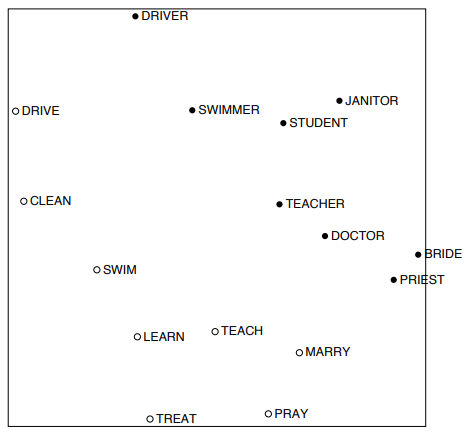 DRIVER
JANITOR
DRIVE
SWIMMER
STUDENT
CLEAN
TEACHER
DOCTOR
BRIDE
SWIM
PRIEST
TEACH
LEARN
MARRY
PRAY
TREAT